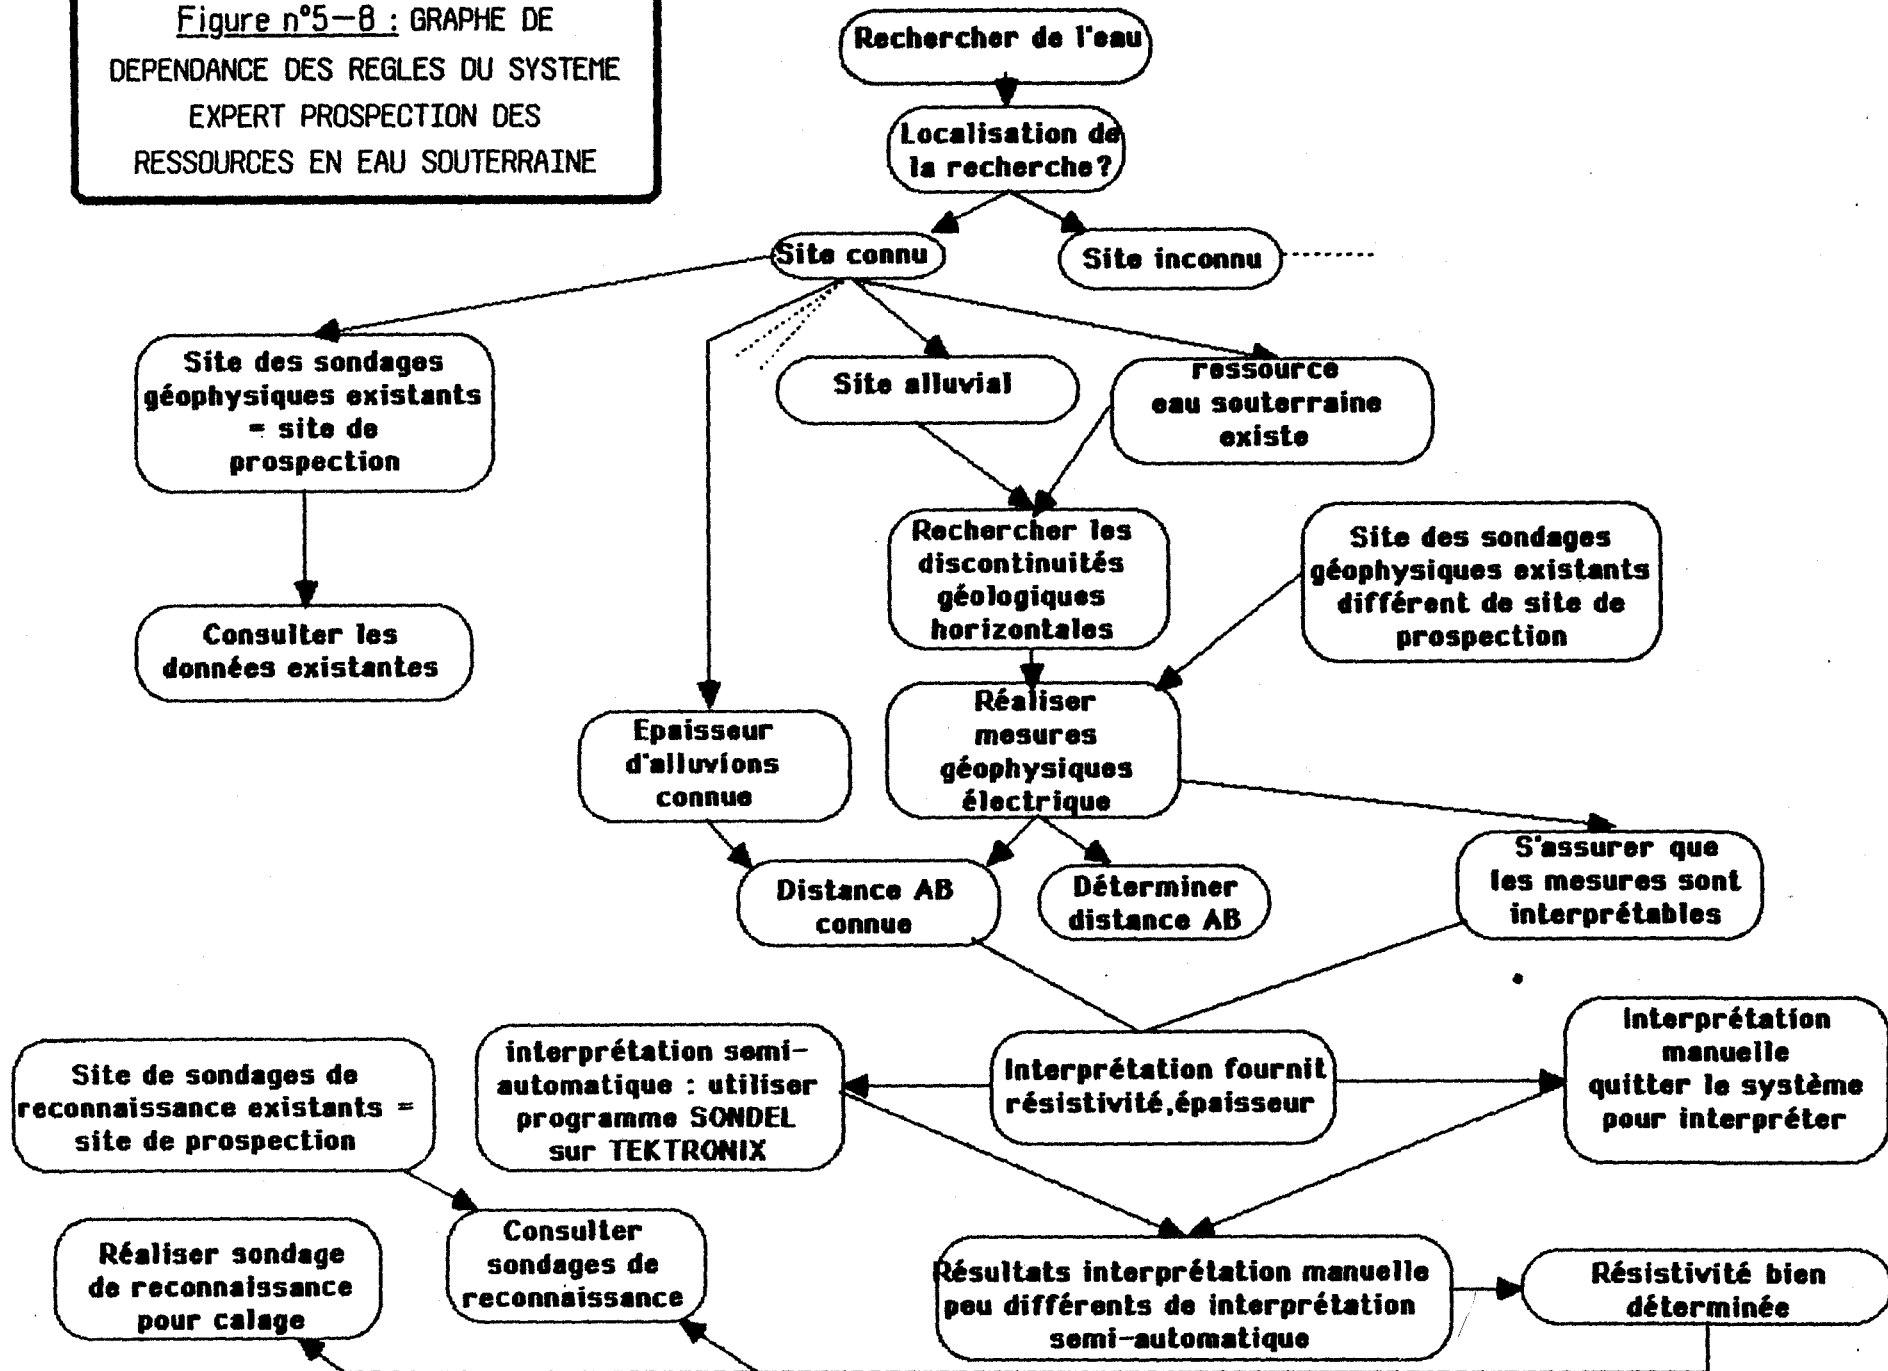 Figure n°5-8 : GRAPHE DE
DEPENDANCE DES REGLES DU SYSTEME
EXPERT PROSPECTION DES
RESSOURCES EN EAU SOUTERRAINE
Rechercher de l'eau
Localisation de
la recherche?
Site connu
Site inconnu
Site des sondages
géophysiques existants
= site de
prospection
Site alluvial
ressource
eau souterraine
existe
Rechercher les
discontinuités
géologiques
horizontales
Site des sondages
géophysiques existants
différent de site de
prospection
Consulter les
données existantes
Epaisseur
d'alluvions
connue
Réaliser
mesures
géophysiques
électrique
Distance AB
connue
Déterminer
distance AB
S'assurer que
les mesures sont
interprétables
Site de sondages de
reconnaissance existants =
site de prospection
interprétation semi-
automatique : utiliser
programme SONDEL
sur TEKTRONIX
Interprétation fournit
résistivité,épaisseur
Interprétation
manuelle
quitter le système
pour interpréter
Réaliser sondage
de reconnaissance
pour calage
Consulter
sondages de
reconnaissance
Résultats interprétation manuelle
peu différents de interprétation
semi-automatique
Résistivité bien
déterminée